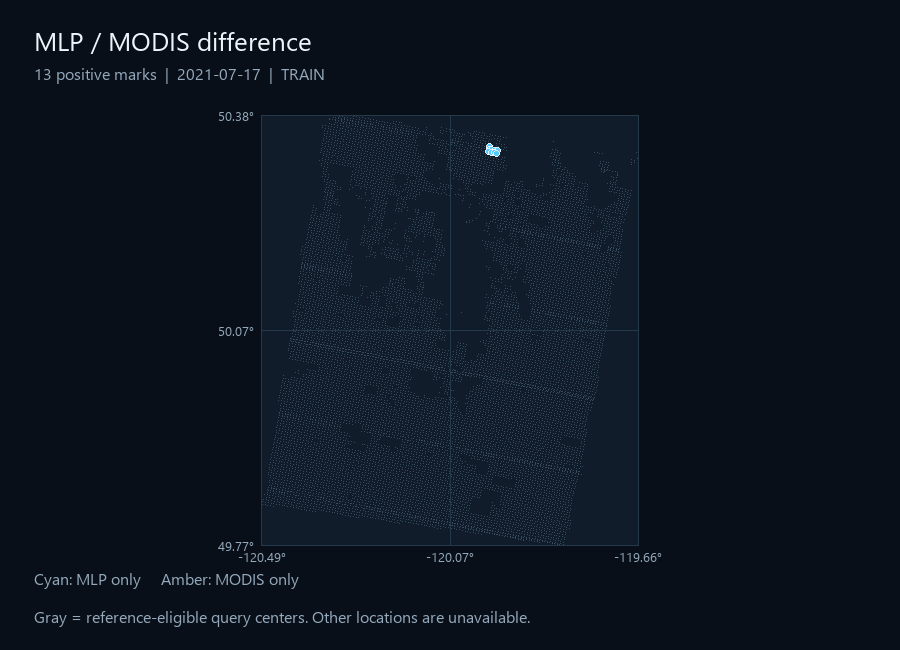 MLP / MODIS difference
13 positive marks | 2021-07-17 | TRAIN
50.38°
50.07°
49.77°
-120.49° -120.07° -119.66°
Cyan: MLP only Amber: MODIS only
Gray = reference-eligible query centers. Other locations are unavailable.